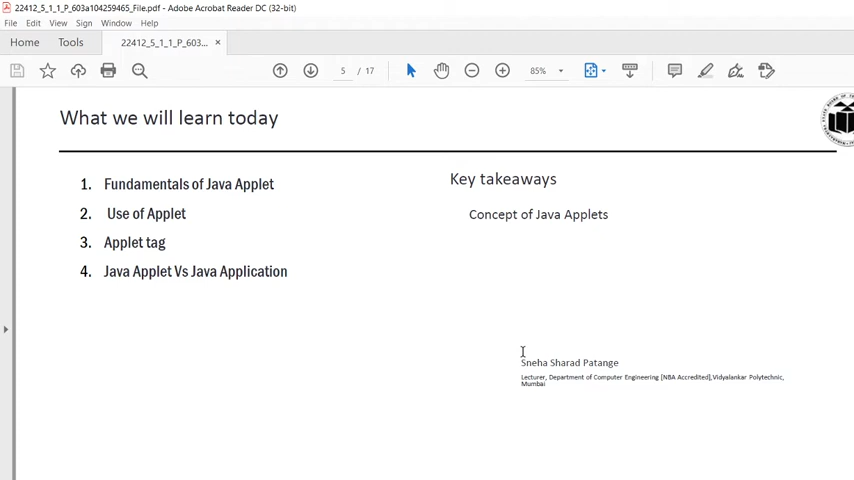 22412_5_1_1_P_603a104259465_File.pdf - Adobe Acrobat Reader DC (32-bit)
File Edit View Sign Window Help
Home Tools 22412_5_1_1_P_603... ×
5 / 17 85%
What we will learn today
1. Fundamentals of Java Applet
2. Use of Applet
3. Applet tag
4. Java Applet Vs Java Application
Key takeaways
Concept of Java Applets
Sneha Sharad Patange
Lecturer, Department of Computer Engineering [NBA Accredited],Vidyalankar Polytechnic,
Mumbai